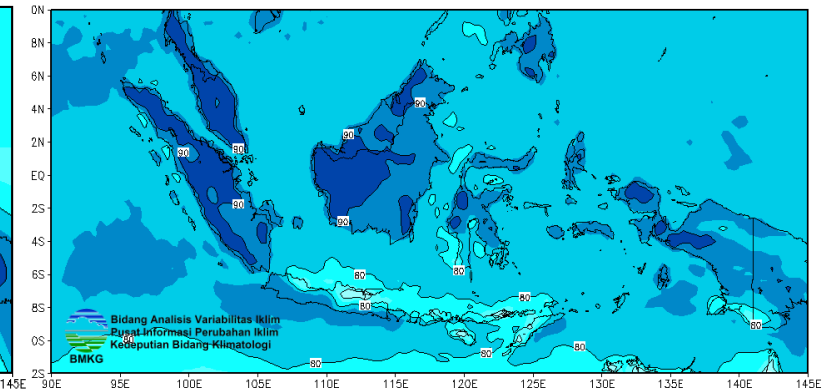 0N
8N
6N
4N
2N
EQ
2S
4S
6S
8S
0S
2S
90
90
90
90
90
90
80
80
80
80
80
80
80
80
60
Bidang Analisis Variabilitas Iklim
Pusat Informasi Perubahan Iklim
Kedeputian Bidang Klimatologi
BMKG
145E
90E
95E
100E
105E
110E
115E
120E
125E
130E
135E
140E
145E